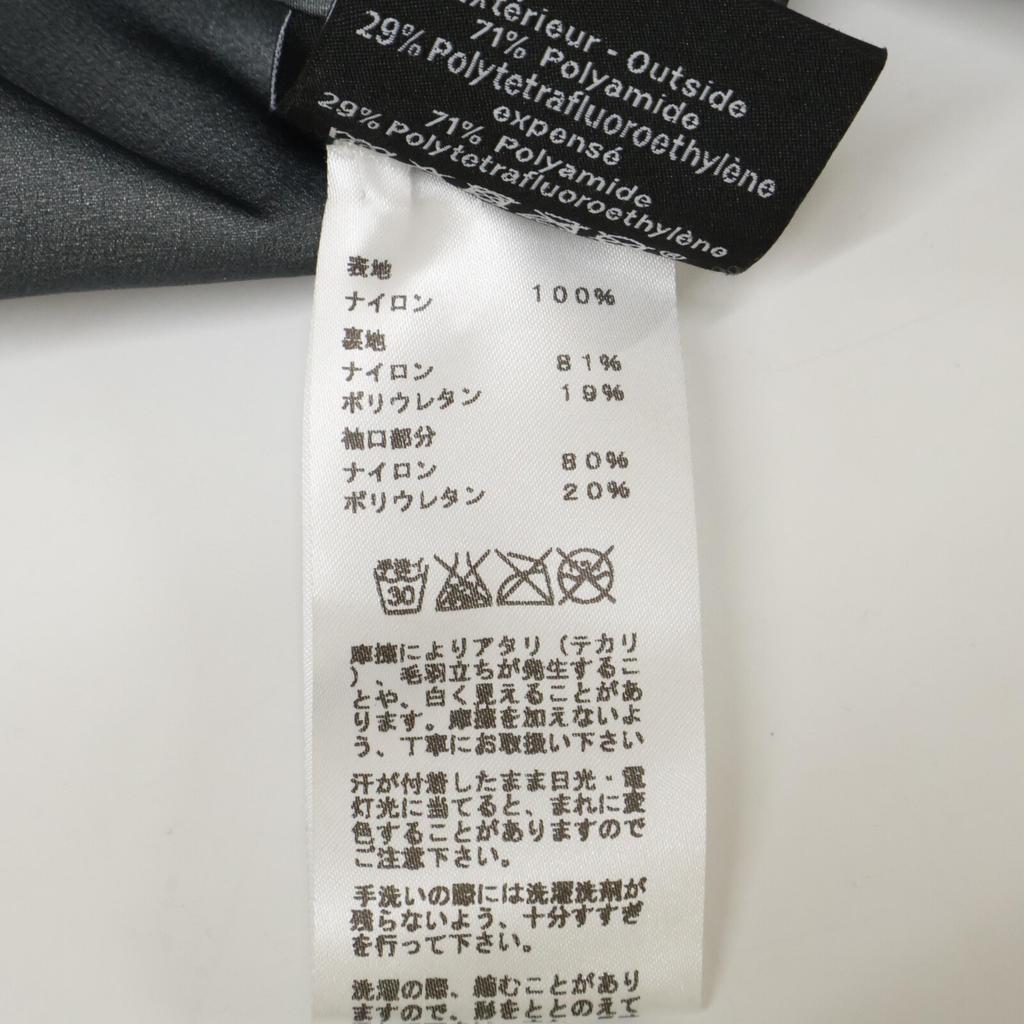 xtérieur - Outside
71% Polyamide
29% Polytetrafluoroethylène
expensé
71% Polyamide
29% Polytetrafluoroethylène
表地
ナイロン 100%
裏地
ナイロン 81%
ポリウレタン 19%
袖口部分
ナイロン 80%
ポリウレタン 20%
手洗イ
30
摩擦によりアタリ（テカリ
）、毛羽立ちが発生するこ
とや、白く見えることがあ
ります。摩擦を加えないよ
う、丁寧にお取扱い下さい
汗が付着したまま日光・電
灯光に当てると、まれに変
色することがありますので
ご注意下さい。
手洗いの際には洗濯洗剤が
残らないよう、十分すすぎ
を行って下さい。
洗濯の際、縮むことがあり
ますので、形をととのえて